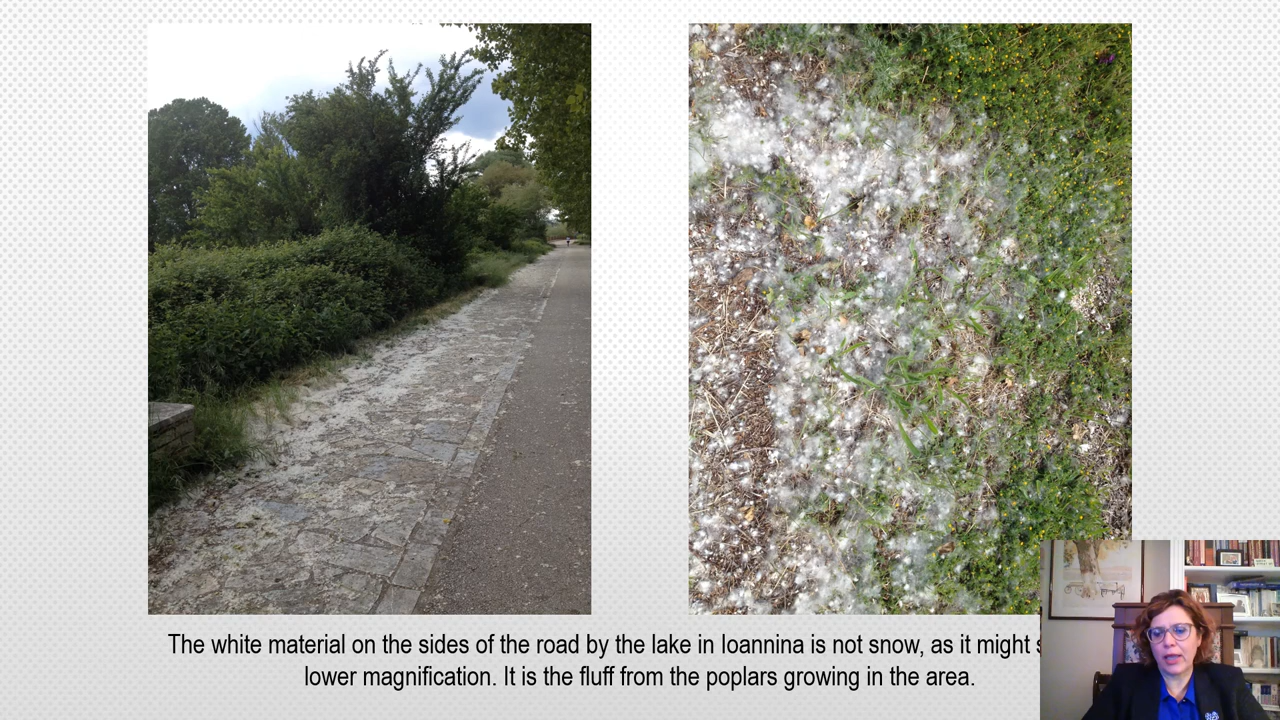 The white material on the sides of the road by the lake in Ioannina is not snow, as it might
lower magnification. It is the fluff from the poplars growing in the area.